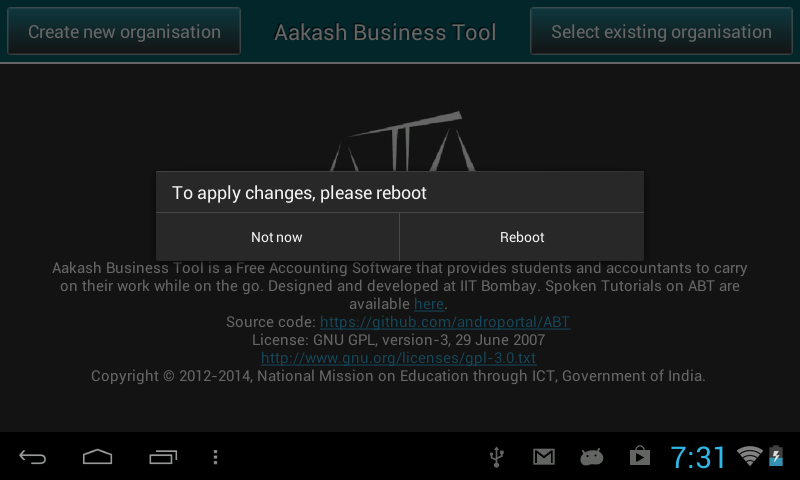 Create new organisation
Aakash Business Tool
Select existing organisation
To apply changes, please reboot
Not now
Reboot
Aakash Business Tool is a Free Accounting Software that provides students and accountants to carry
on their work while on the go. Designed and developed at IIT Bombay. Spoken Tutorials on ABT are
available here.
Source code: https://github.com/androportal/ABT
License: GNU GPL, version-3, 29 June 2007
http://www.gnu.org/licenses/gpl-3.0.txt
Copyright © 2012-2014, National Mission on Education through ICT, Government of India.
7:31